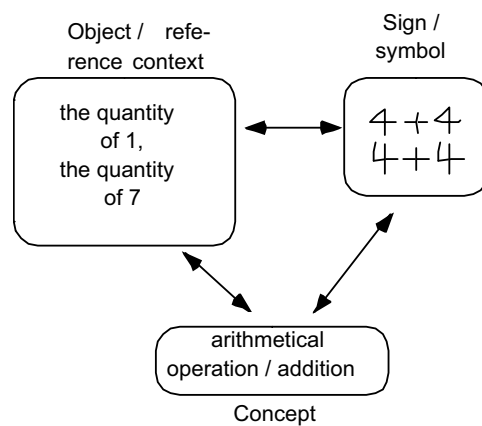 Object / refe-
rence context
Sign /
symbol
the quantity
of 1,
the quantity
of 7
4+4
4+4
arithmetical
operation / addition
Concept